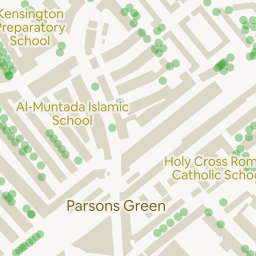 Kensington
Preparatory
School
Al-Muntada Islamic
School
Holy Cross Rom
Catholic Schoo
Parsons Green